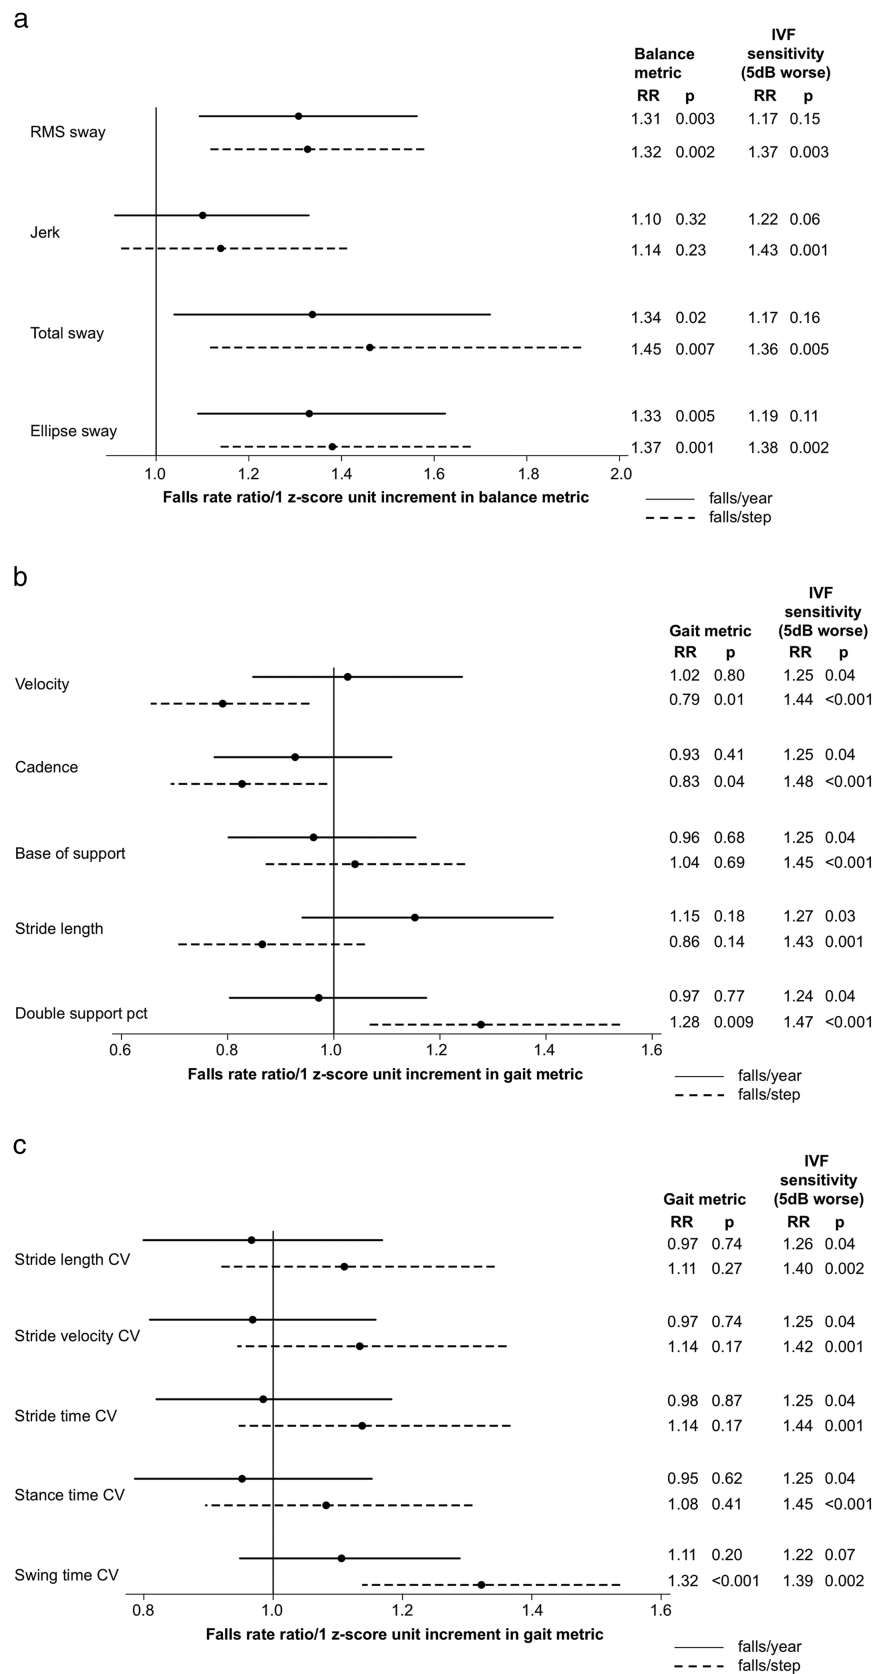 a
IVF
Balance sensitivity
metric (5dB worse)
RR p RR p
RMS sway
1.31 0.003 1.17 0.15
1.32 0.002 1.37 0.003
Jerk
1.10 0.32 1.22 0.06
1.14 0.23 1.43 0.001
Total sway
1.34 0.02 1.17 0.16
1.45 0.007 1.36 0.005
Ellipse sway
1.33 0.005 1.19 0.11
1.37 0.001 1.38 0.002
1.0 1.2 1.4 1.6 1.8 2.0
Falls rate ratio/1 z-score unit increment in balance metric
falls/year
falls/step
b
IVF
sensitivity
Gait metric (5dB worse)
RR p RR p
Velocity
1.02 0.80 1.25 0.04
0.79 0.01 1.44 <0.001
Cadence
0.93 0.41 1.25 0.04
0.83 0.04 1.48 <0.001
Base of support
0.96 0.68 1.25 0.04
1.04 0.69 1.45 <0.001
Stride length
1.15 0.18 1.27 0.03
0.86 0.14 1.43 0.001
Double support pct
0.97 0.77 1.24 0.04
1.28 0.009 1.47 <0.001
0.6 0.8 1.0 1.2 1.4 1.6
Falls rate ratio/1 z-score unit increment in gait metric
falls/year
falls/step
c
IVF
sensitivity
Gait metric (5dB worse)
RR p RR p
Stride length CV
0.97 0.74 1.26 0.04
1.11 0.27 1.40 0.002
Stride velocity CV
0.97 0.74 1.25 0.04
1.14 0.17 1.42 0.001
Stride time CV
0.98 0.87 1.25 0.04
1.14 0.17 1.44 0.001
Stance time CV
0.95 0.62 1.25 0.04
1.08 0.41 1.45 <0.001
Swing time CV
1.11 0.20 1.22 0.07
1.32 <0.001 1.39 0.002
0.8 1.0 1.2 1.4 1.6
Falls rate ratio/1 z-score unit increment in gait metric
falls/year
falls/step